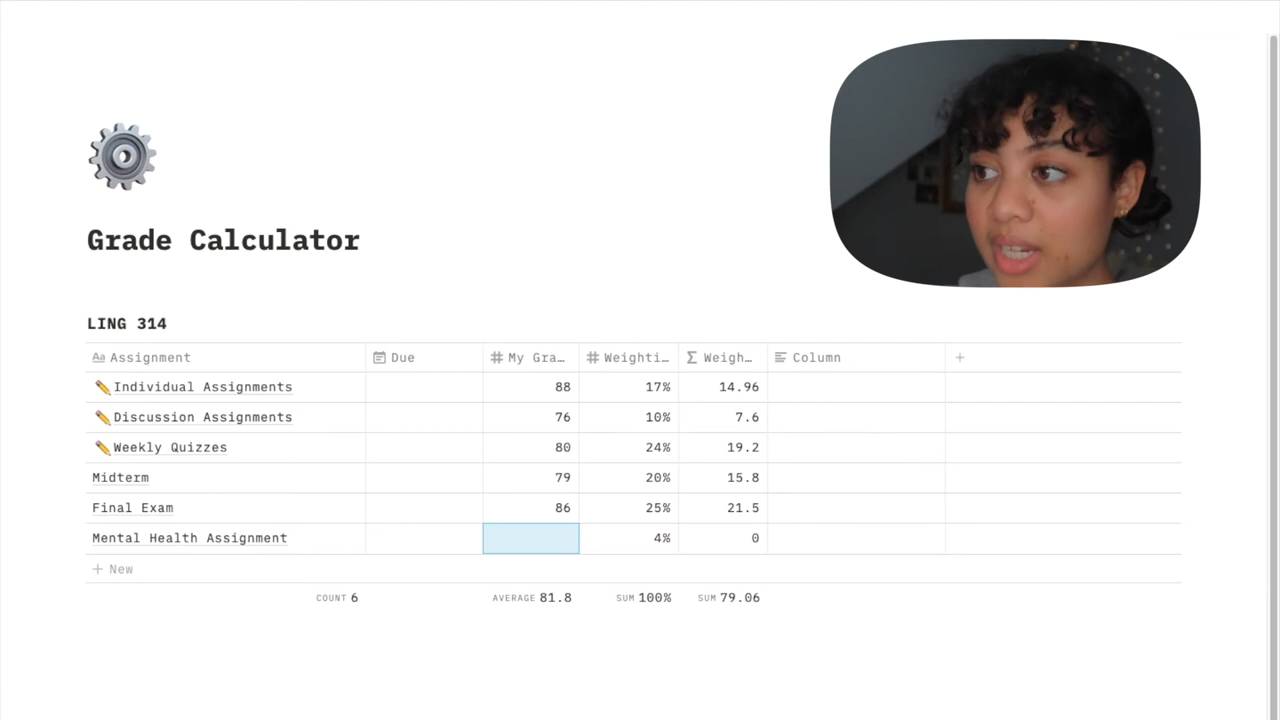 Grade Calculator
LING 314
Aa Assignment Due My Gra… Weighti… Weigh… Column
Individual Assignments 88 17% 14.96
Discussion Assignments 76 10% 7.6
Weekly Quizzes 80 24% 19.2
Midterm 79 20% 15.8
Final Exam 86 25% 21.5
Mental Health Assignment 4% 0
+ New
COUNT 6 AVERAGE 81.8 SUM 100% SUM 79.06